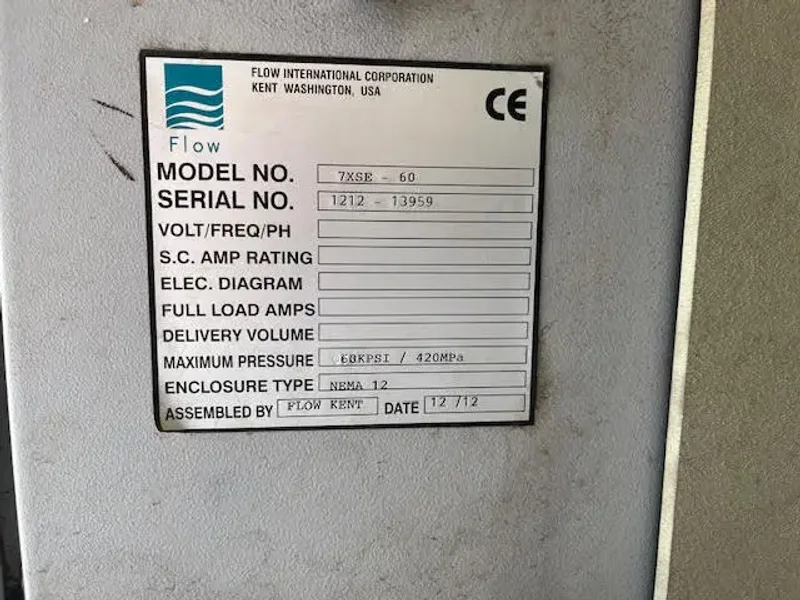 FLOW INTERNATIONAL CORPORATION
KENT WASHINGTON, USA
CE
Flow
MODEL NO. 7XSE - 60
SERIAL NO. 1212 - 13959
VOLT/FREQ/PH
S.C. AMP RATING
ELEC. DIAGRAM
FULL LOAD AMPS
DELIVERY VOLUME
MAXIMUM PRESSURE 60KPSI / 420MPa
ENCLOSURE TYPE NEMA 12
ASSEMBLED BY FLOW KENT DATE 12 /12